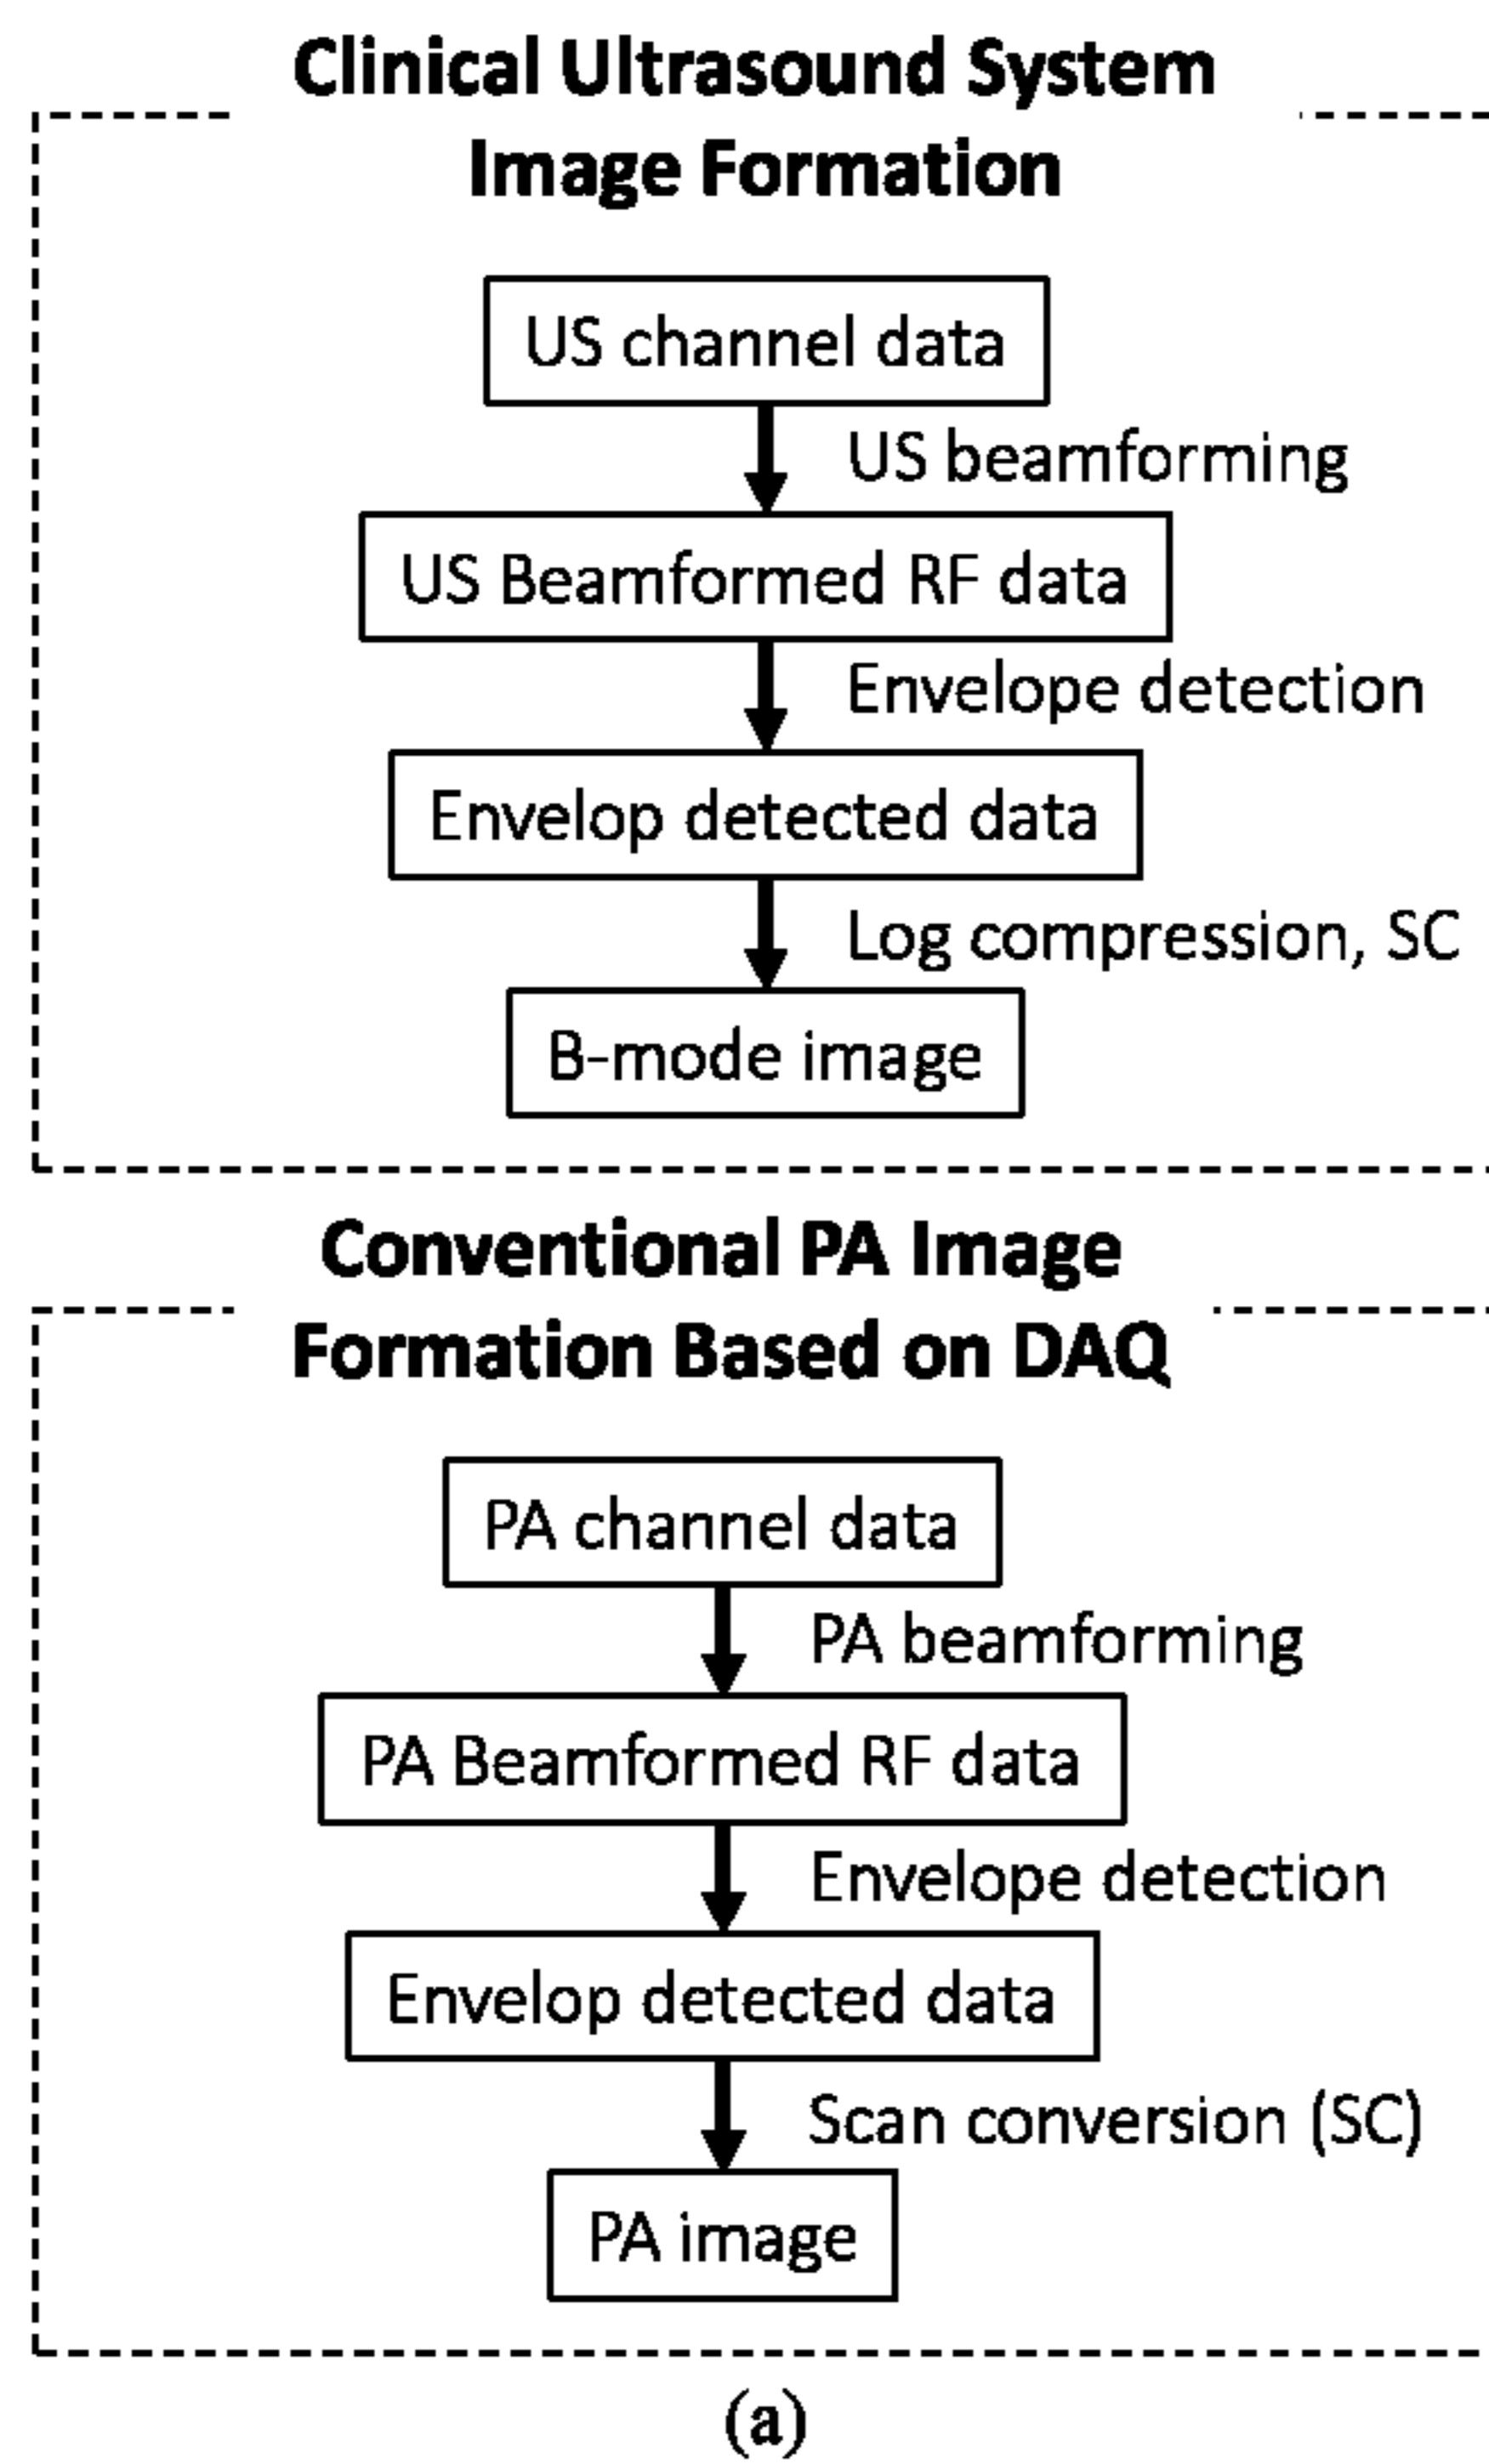 Clinical Ultrasound System
Image Formation
US channel data
US beamforming
US Beamformed RF data
Envelope detection
Envelop detected data
Log compression, SC
B-mode image
Conventional PA Image
Formation Based on DAQ
PA channel data
PA beamforming
PA Beamformed RF data
Envelope detection
Envelop detected data
Scan conversion (SC)
PA image
(a)